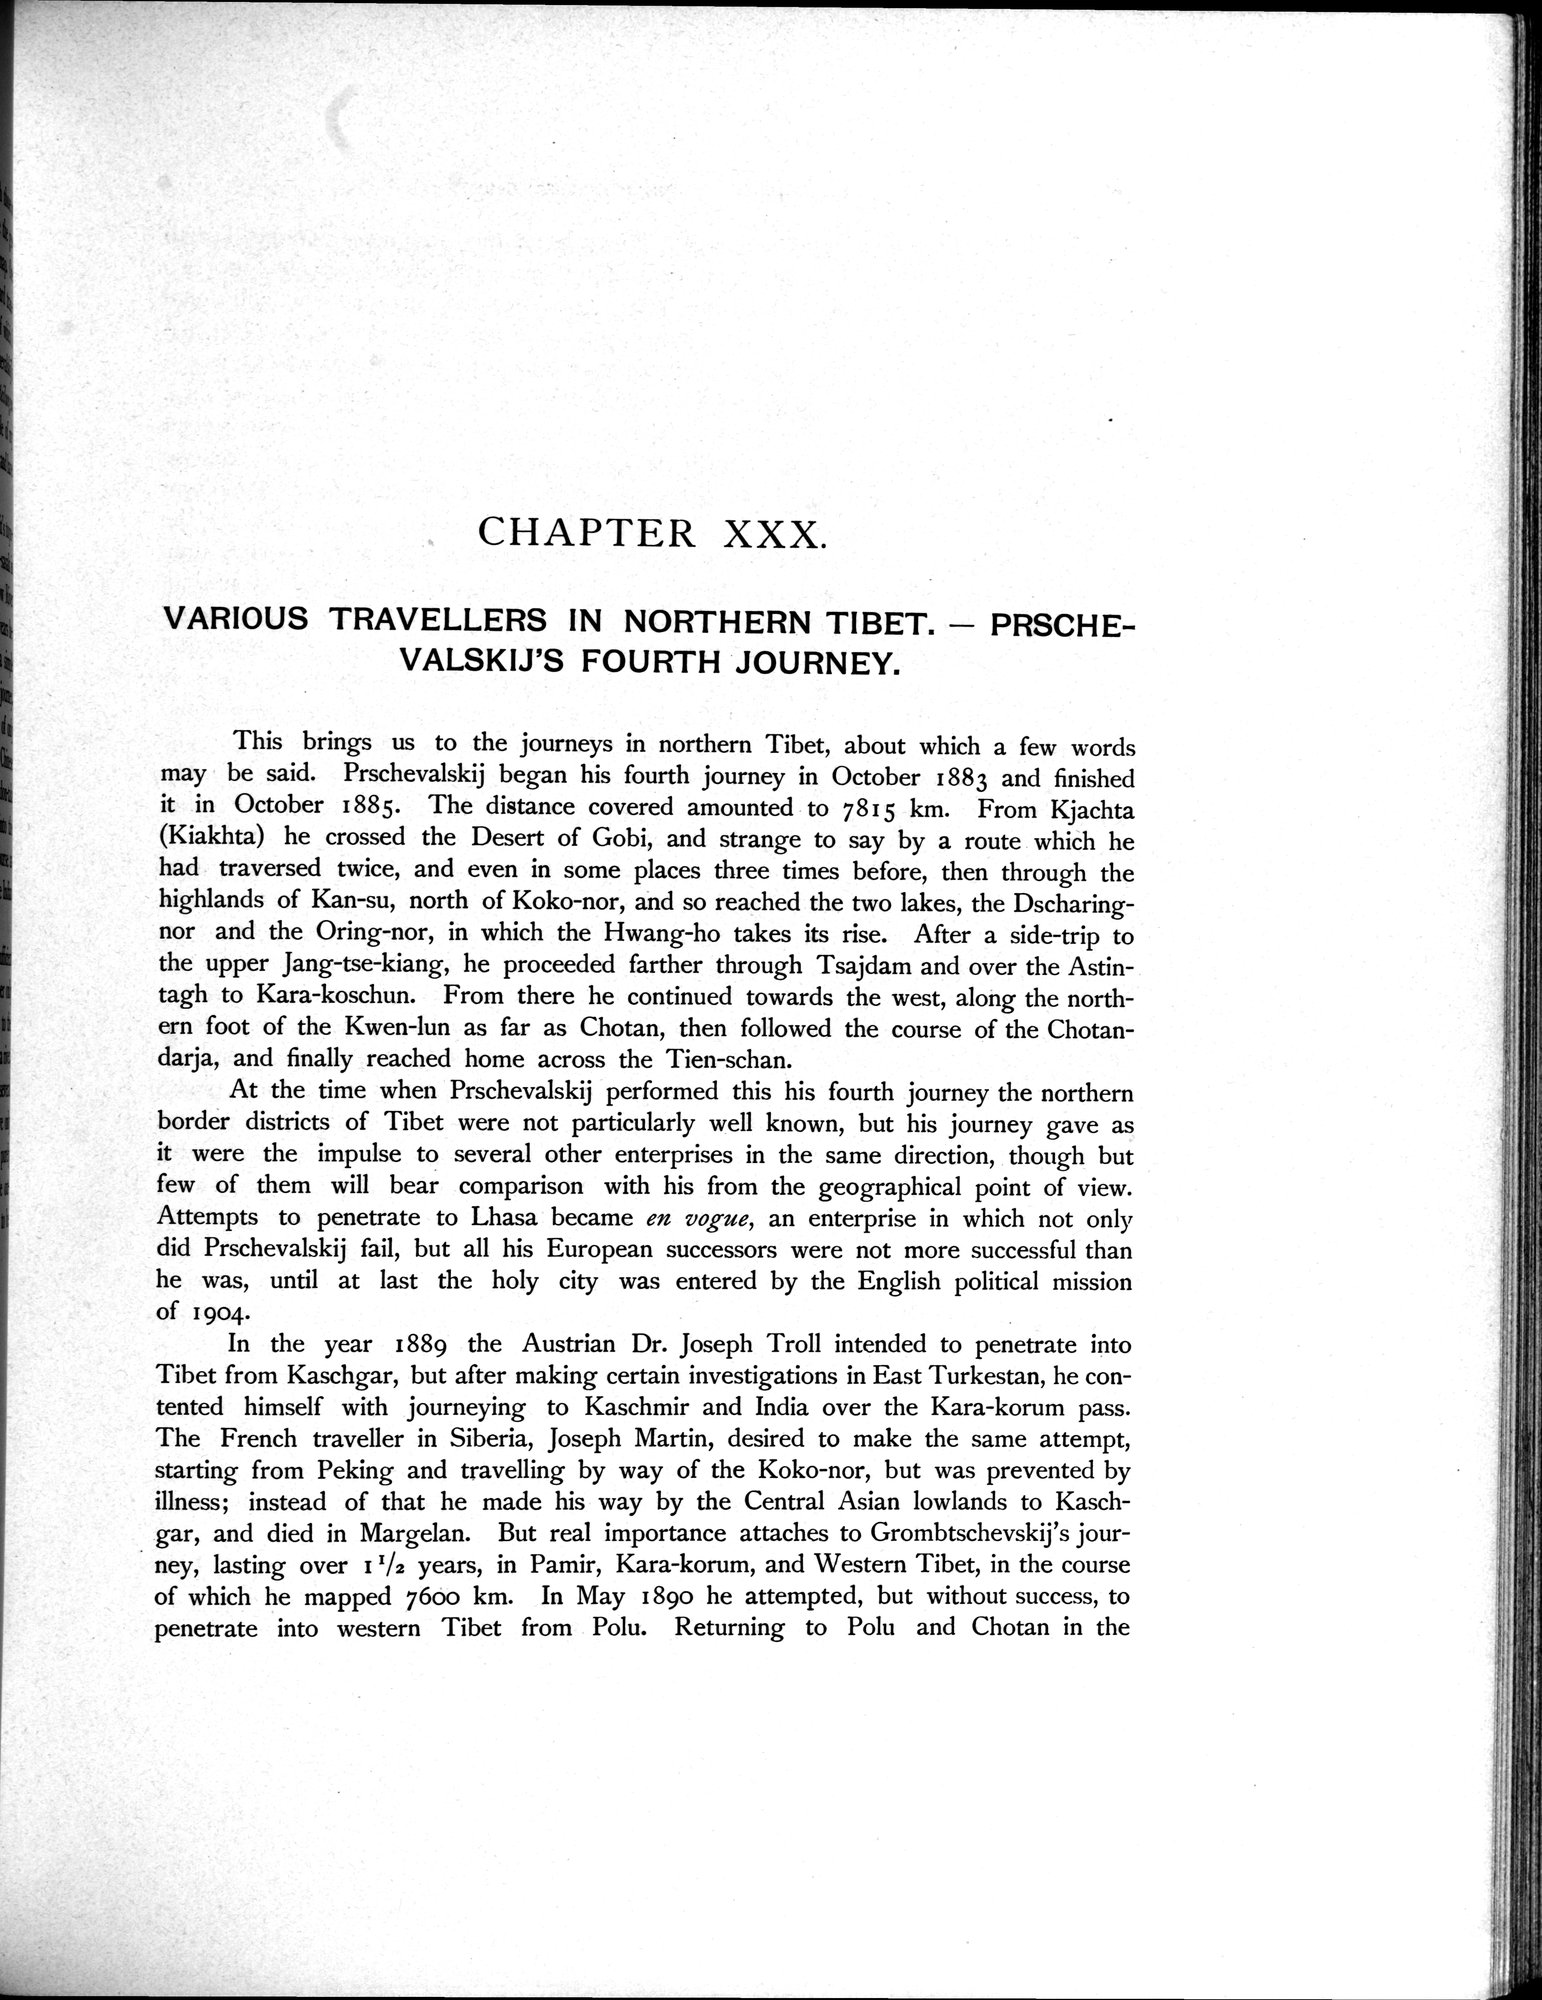 CHAPTER XXX.
VARIOUS TRAVELLERS IN NORTHERN TIBET. — PRSCHE-
VALSKIJ'S FOURTH JOURNEY.
This brings us to the journeys in northern Tibet, about which a few words
may be said. Prschevalskij began his fourth journey in October 1883 and finished
it in October 1885. The distance covered amounted to 7815 km. From Kjachta
(Kiakhta) he crossed the Desert of Gobi, and strange to say by a route which he
had traversed twice, and even in some places three times before, then through the
highlands of Kan-su, north of Koko-nor, and so reached the two lakes, the Dscharing-
nor and the Oring-nor, in which the Hwang-ho takes its rise. After a side-trip to
the upper Jang-tse-kiang, he proceeded farther through Tsajdam and over the Astin-
tagh to Kara-koschun. From there he continued towards the west, along the north-
ern foot of the Kwen-lun as far as Chotan, then followed the course of the Chotan-
darja, and finally reached home across the Tien-schan.
At the time when Prschevalskij performed this his fourth journey the northern
border districts of Tibet were not particularly well known, but his journey gave as
it were the impulse to several other enterprises in the same direction, though but
few of them will bear comparison with his from the geographical point of view.
Attempts to penetrate to Lhasa became en vogue, an enterprise in which not only
did Prschevalskij fail, but all his European successors were not more successful than
he was, until at last the holy city was entered by the English political mission
of 1904.
In the year 1889 the Austrian Dr. Joseph Troll intended to penetrate into
Tibet from Kaschgar, but after making certain investigations in East Turkestan, he con-
tented himself with journeying to Kaschmir and India over the Kara-korum pass.
The French traveller in Siberia, Joseph Martin, desired to make the same attempt,
starting from Peking and travelling by way of the Koko-nor, but was prevented by
illness; instead of that he made his way by the Central Asian lowlands to Kasch-
gar, and died in Margelan. But real importance attaches to Grombtschevskij's jour-
ney, lasting over 1 1/2 years, in Pamir, Kara-korum, and Western Tibet, in the course
of which he mapped 7600 km. In May 1890 he attempted, but without success, to
penetrate into western Tibet from Polu. Returning to Polu and Chotan in the